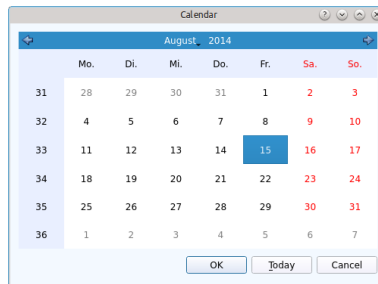 Calendar
August, 2014
Mo. Di. Mi. Do. Fr. Sa. So.
31 28 29 30 31 1 2 3
32 4 5 6 7 8 9 10
33 11 12 13 14 15 16 17
34 18 19 20 21 22 23 24
35 25 26 27 28 29 30 31
36 1 2 3 4 5 6 7
OK Today Cancel